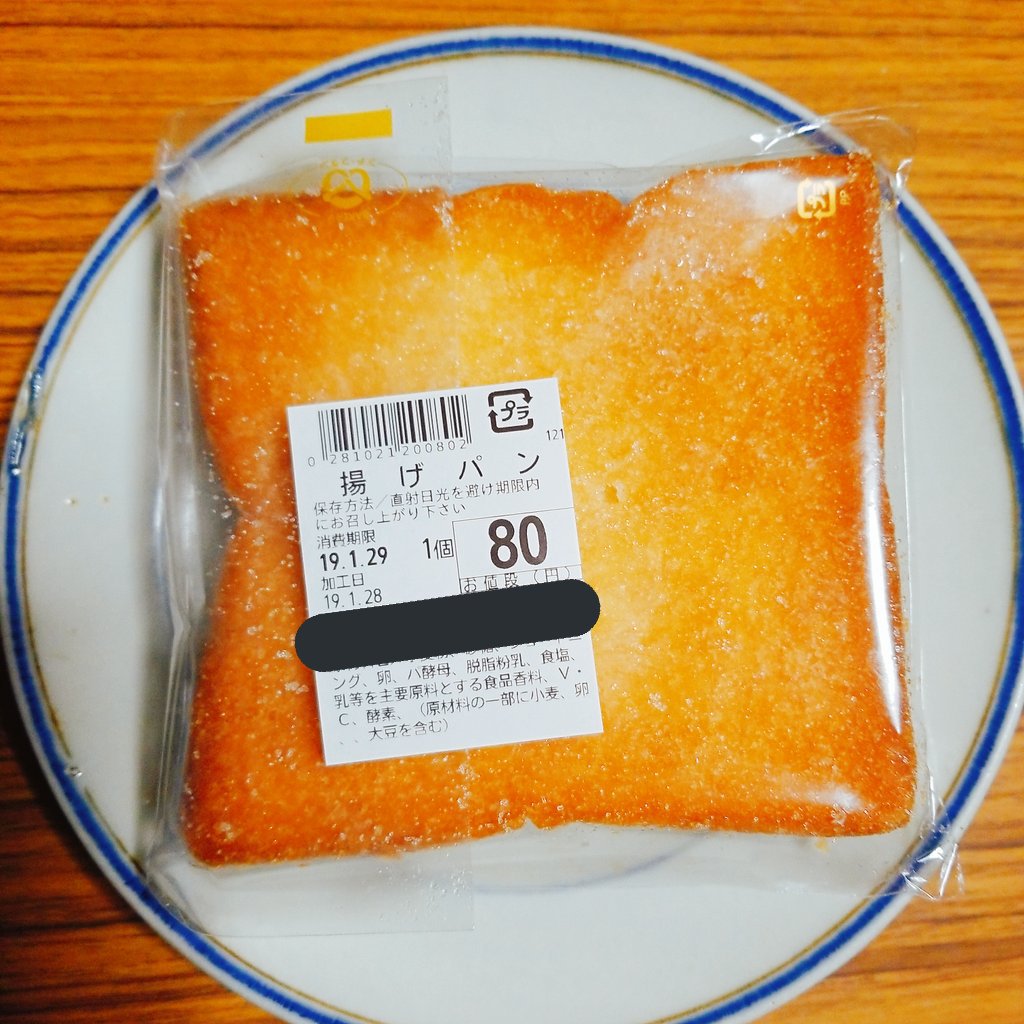 0 281021 200802
プラ
121
揚げパン
保存方法／直射日光を避け期限内
にお召し上がり下さい
消費期限
19.1.29
1個
80
お値段(円)
加工日
19.1.28
ング、卵、パン酵母、脱脂粉乳、食塩、
乳等を主要原料とする食品香料、V・
C、酵素、（原材料の一部に小麦、卵
、、大豆を含む）